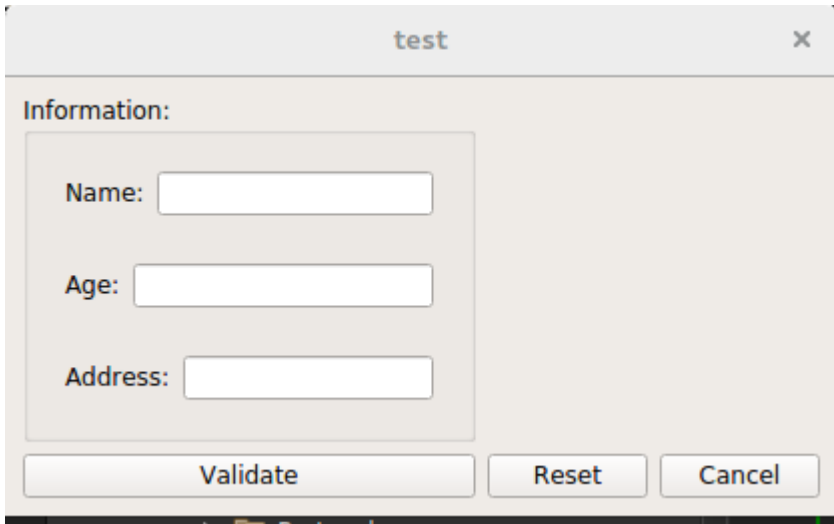 test
Information:
Name:
Age:
Address:
Validate Reset Cancel